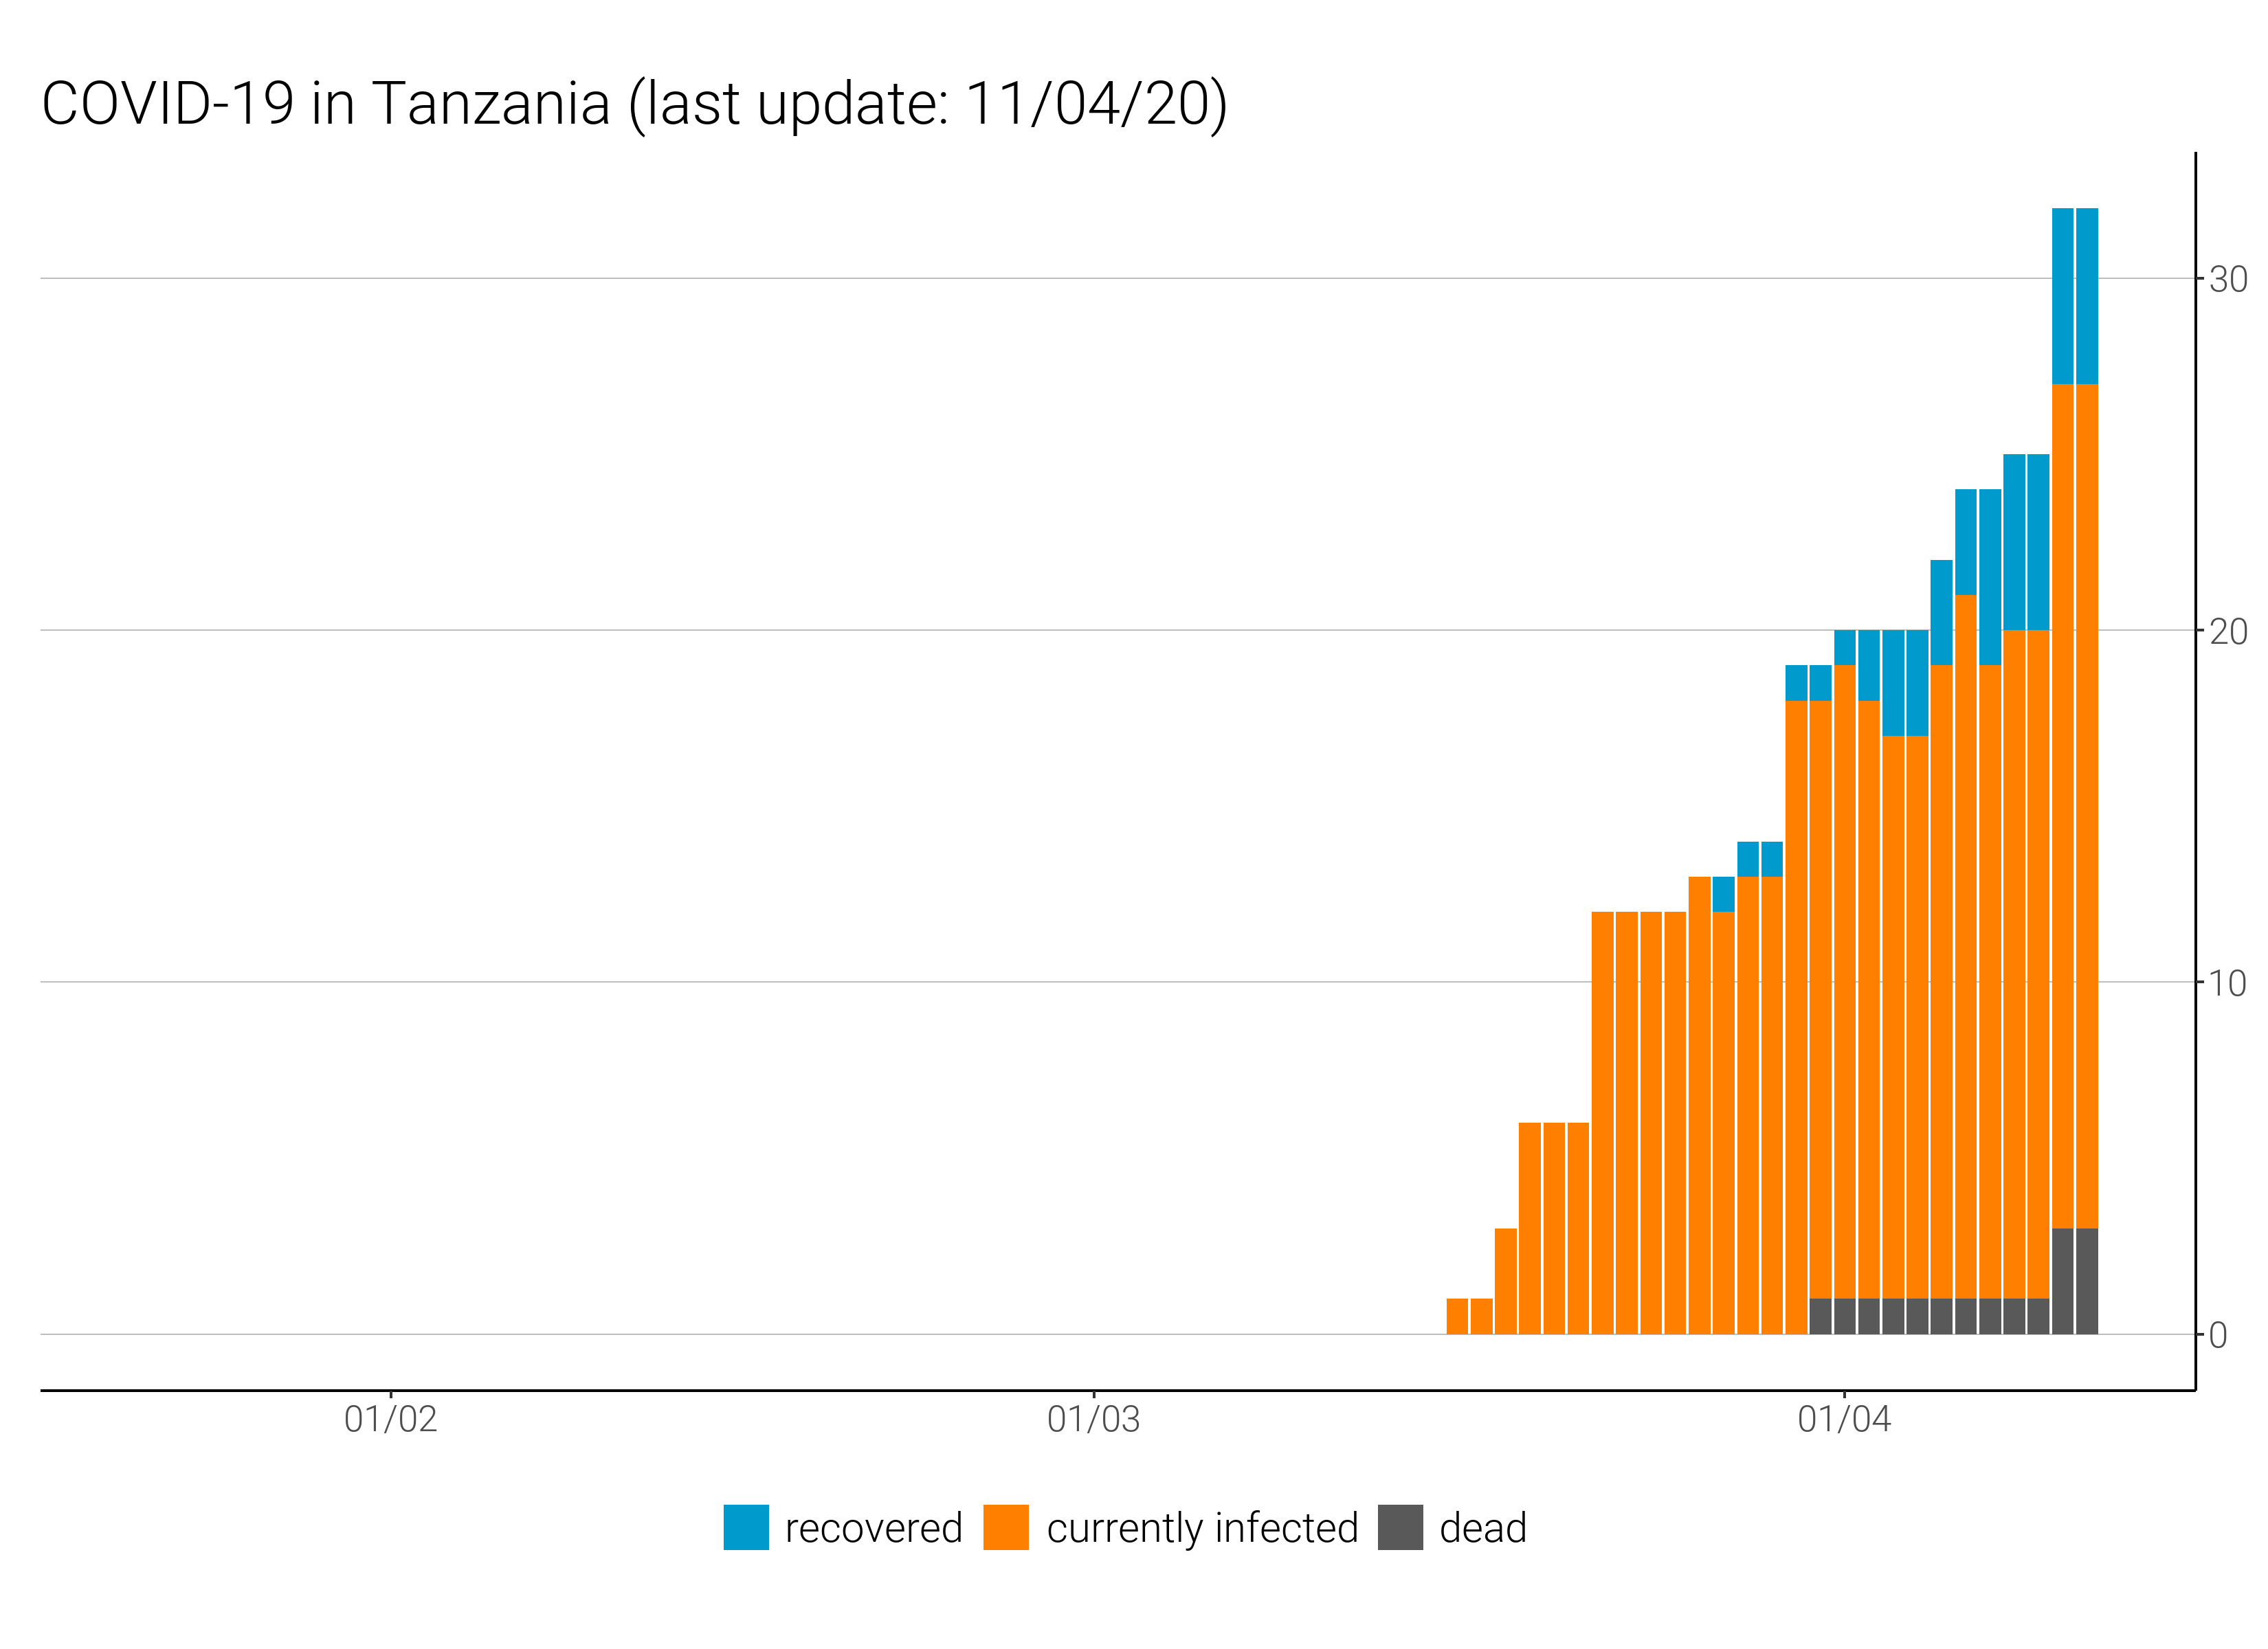 COVID-19 in Tanzania (last update: 11/04/20)
30
20
10
0
01/02 01/03 01/04
recovered currently infected dead